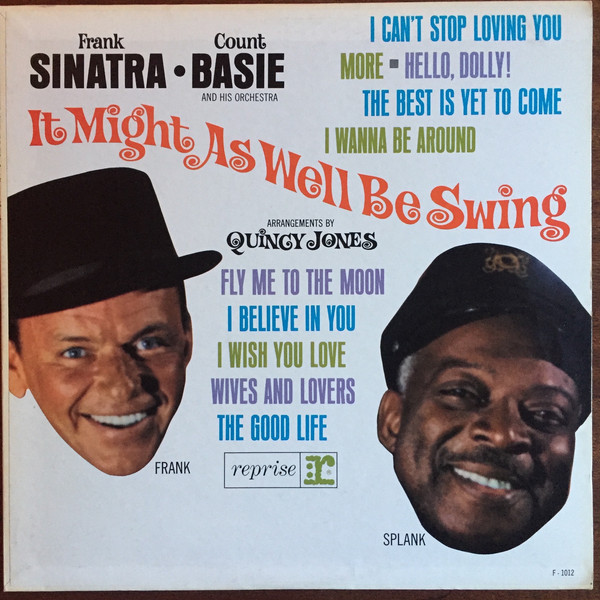 Frank Count
SINATRA • BASIE
AND HIS ORCHESTRA
I CAN'T STOP LOVING YOU
MORE ▪ HELLO, DOLLY!
THE BEST IS YET TO COME
I WANNA BE AROUND
It Might As Well Be Swing
ARRANGEMENTS BY
QUINCY JONES
FLY ME TO THE MOON
I BELIEVE IN YOU
I WISH YOU LOVE
WIVES AND LOVERS
THE GOOD LIFE
FRANK
reprise r
SPLANK
F-1012